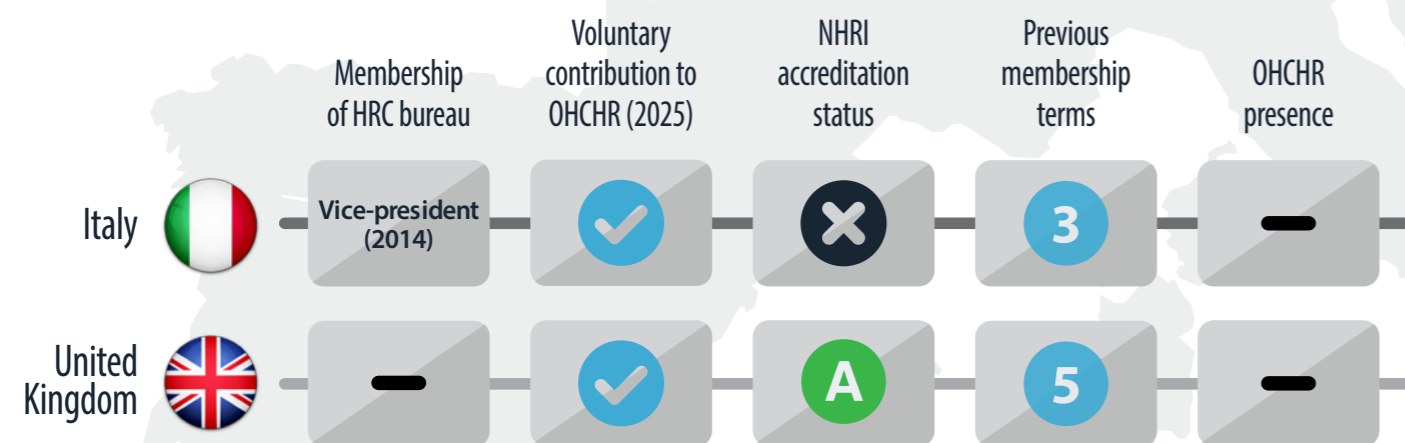 Membership
of HRC bureau
Voluntary
contribution to
OHCHR (2025)
NHRI
accreditation
status
Previous
membership
terms
OHCHR
presence
Italy
Vice-president
(2014)
3
United
Kingdom
A
5